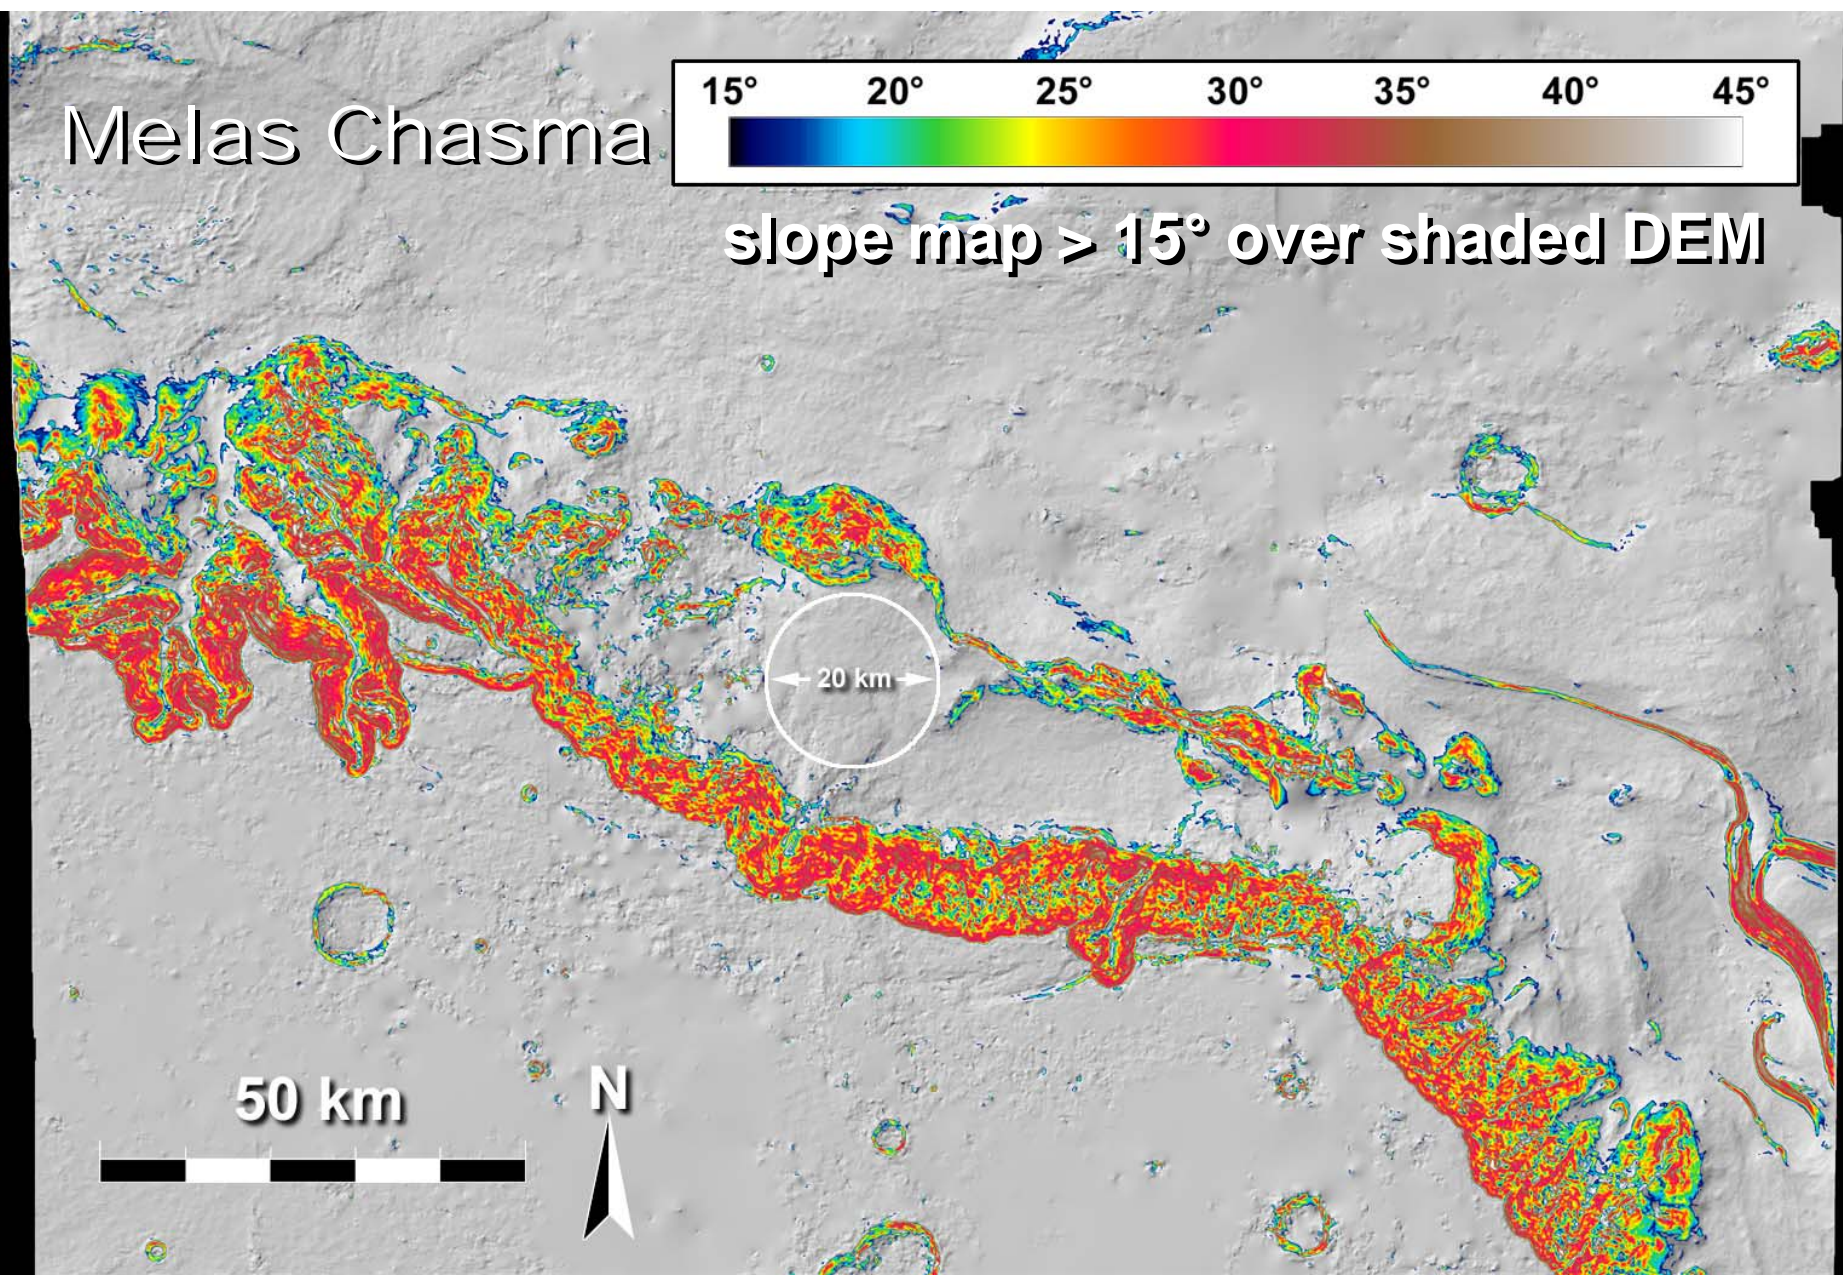 15° 20° 25° 30° 35° 40° 45°
Melas Chasma
slope map > 15° over shaded DEM
20 km
50 km
N